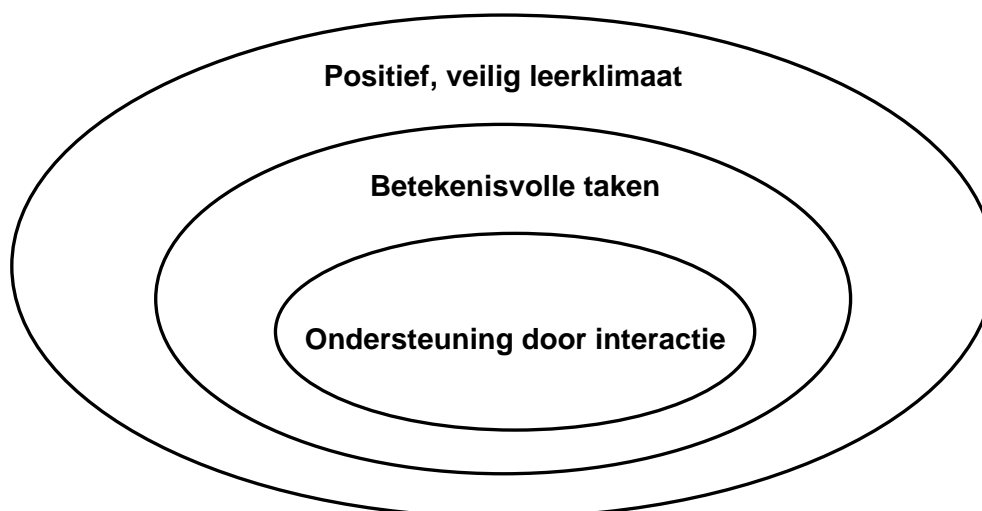 Positief, veilig leerklimaat
Betekenisvolle taken
Ondersteuning door interactie